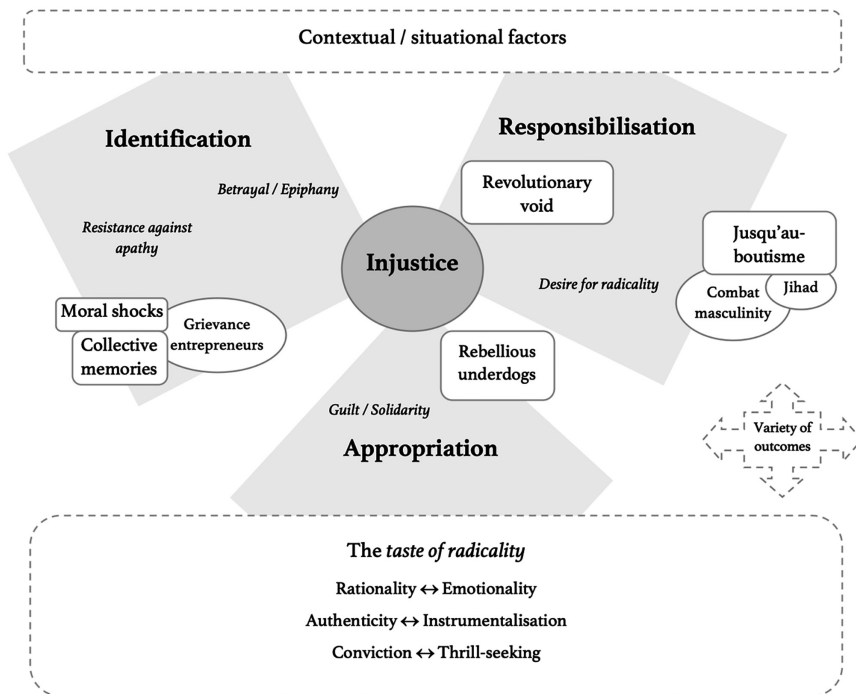 Contextual / situational factors
Identification
Responsibilisation
Betrayal / Epiphany
Revolutionary
void
Resistance against
apathy
Injustice
Jusqu'au-
boutisme
Desire for radicality
Combat
masculinity
Jihad
Moral shocks
Grievance
entrepreneurs
Collective
memories
Rebellious
underdogs
Guilt / Solidarity
Appropriation
Variety of
outcomes
The taste of radicality
Rationality ↔ Emotionality
Authenticity ↔ Instrumentalisation
Conviction ↔ Thrill-seeking